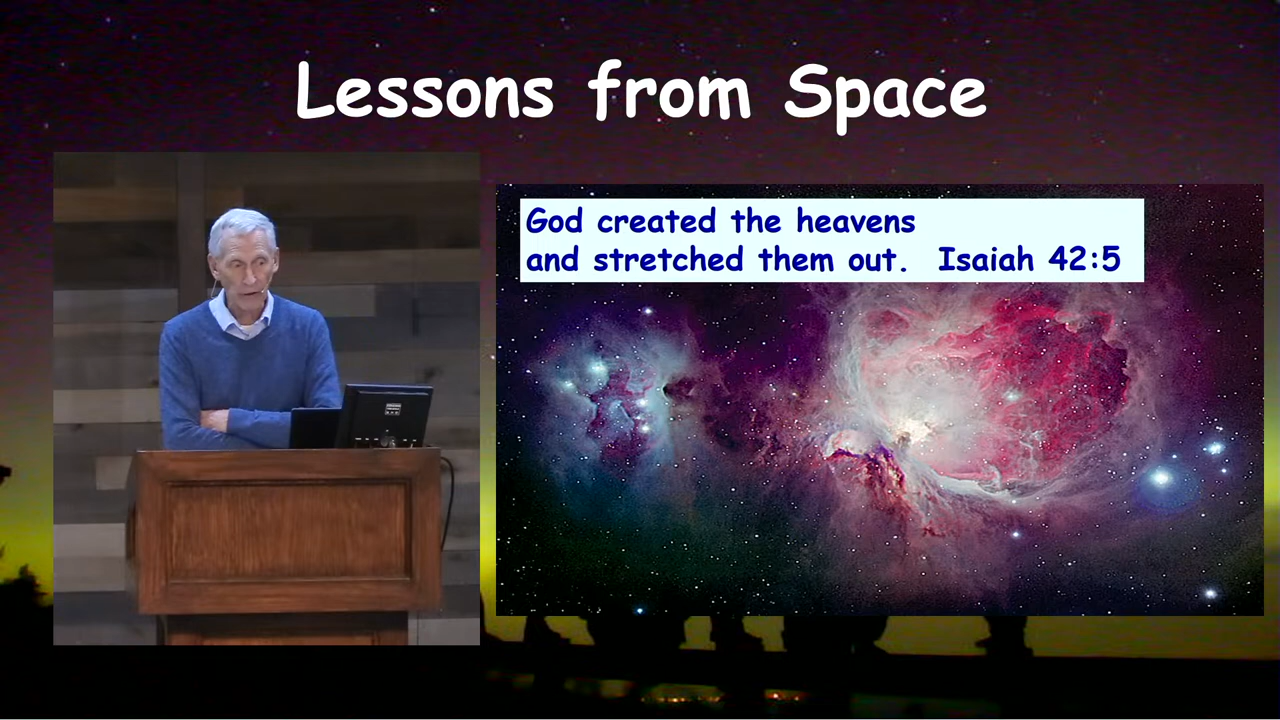 Lessons from Space
God created the heavens
and stretched them out.  Isaiah 42:5